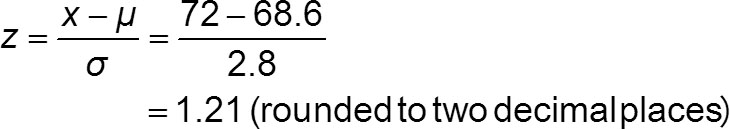 z = (x − μ)/σ = (72 − 68.6)/2.8
= 1.21 (rounded to two decimal places)